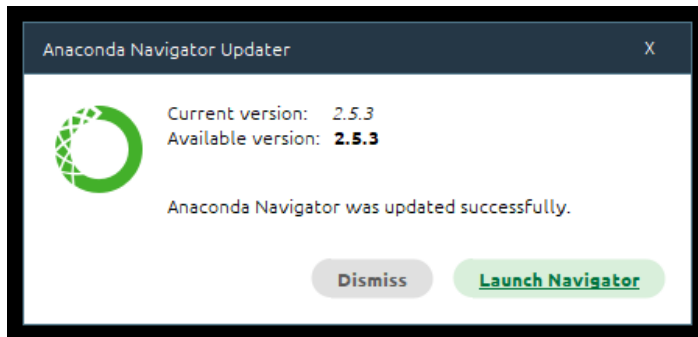 Anaconda Navigator Updater X
Current version: 2.5.3
Available version: 2.5.3
Anaconda Navigator was updated successfully.
Dismiss Launch Navigator